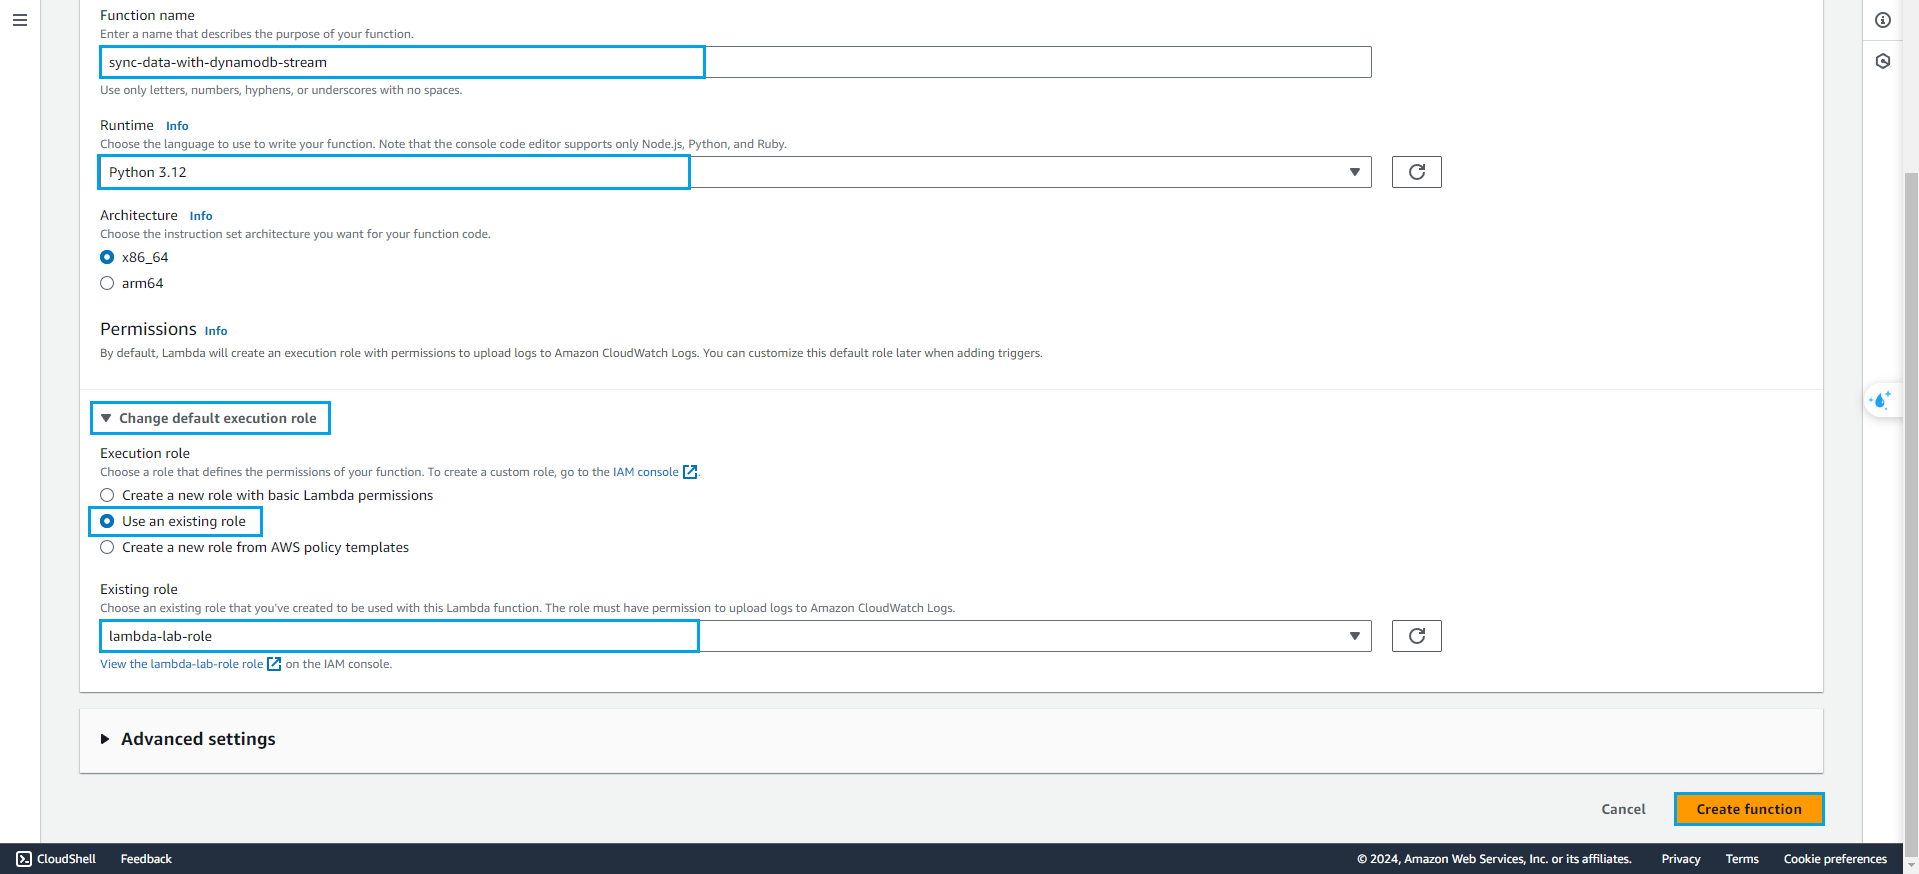 Function name
Enter a name that describes the purpose of your function.
sync-data-with-dynamodb-stream
Use only letters, numbers, hyphens, or underscores with no spaces.
Runtime Info
Choose the language to use to write your function. Note that the console code editor supports only Node.js, Python, and Ruby.
Python 3.12
Architecture Info
Choose the instruction set architecture you want for your function code.
x86_64
arm64
Permissions Info
By default, Lambda will create an execution role with permissions to upload logs to Amazon CloudWatch Logs. You can customize this default role later when adding triggers.
Change default execution role
Execution role
Choose a role that defines the permissions of your function. To create a custom role, go to the IAM console.
Create a new role with basic Lambda permissions
Use an existing role
Create a new role from AWS policy templates
Existing role
Choose an existing role that you've created to be used with this Lambda function. The role must have permission to upload logs to Amazon CloudWatch Logs.
lambda-lab-role
View the lambda-lab-role role on the IAM console.
Advanced settings
Cancel Create function
CloudShell Feedback © 2024, Amazon Web Services, Inc. or its affiliates. Privacy Terms Cookie preferences